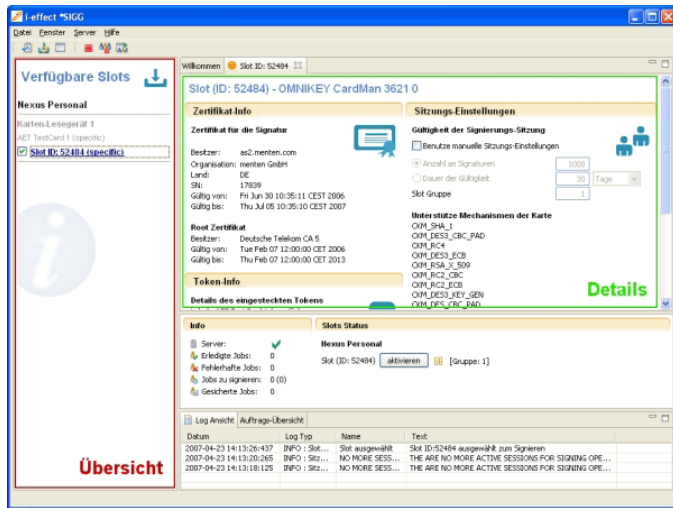 i-effect *SIGG
Datei Fenster Server Hilfe
Verfügbare Slots
Nexus Personal
Karten-Lesegerät 1
AET TestCard 1 (specific)
Slot ID: 52484 (specific)
Übersicht
Willkommen Slot ID: 52484
Slot (ID: 52484) - OMNIKEY CardMan 3621 0
Zertifikat-Info
Zertifikat für die Signatur
Besitzer: as2.menten.com
Organisation: menten GmbH
Land: DE
SN: 17839
Gültig von: Fri Jun 30 10:35:11 CEST 2006
Gültig bis: Thu Jul 05 10:35:10 CEST 2007
Root Zertifikat
Besitzer: Deutsche Telekom CA 5
Gültig von: Tue Feb 07 12:00:00 CET 2006
Gültig bis: Thu Feb 07 12:00:00 CET 2013
Token-Info
Details des eingesteckten Tokens
Sitzungs-Einstellungen
Gültigkeit der Signierungs-Sitzung
Benutze manuelle Sitzungs-Einstellungen
Anzahl an Signaturen 1000
Dauer der Gültigkeit 30 Tage
Slot Gruppe 1
Unterstütze Mechanismen der Karte
CKM_SHA_1
CKM_DES3_CBC_PAD
CKM_RC4
CKM_DES3_ECB
CKM_RSA_X_509
CKM_RC2_CBC
CKM_RC2_ECB
CKM_DES3_KEY_GEN
CKM_DES_CBC_PAD
Details
Info
Server:
Erledigte Jobs: 0
Fehlerhafte Jobs: 0
Jobs zu signieren: 0 (0)
Gesicherte Jobs: 0
Slots Status
Nexus Personal
Slot (ID: 52484) aktivieren [Gruppe: 1]
Log Ansicht Auftrags-Übersicht
Datum Log Typ Name Text
2007-04-23 14:13:26:437 INFO : Slot... Slot ausgewählt Slot ID:52484 ausgewählt zum Signieren
2007-04-23 14:13:20:265 INFO : Sitz... NO MORE SESS... THE ARE NO MORE ACTIVE SESSIONS FOR SIGNING OPE...
2007-04-23 14:13:18:125 INFO : Sitz... NO MORE SESS... THE ARE NO MORE ACTIVE SESSIONS FOR SIGNING OPE...